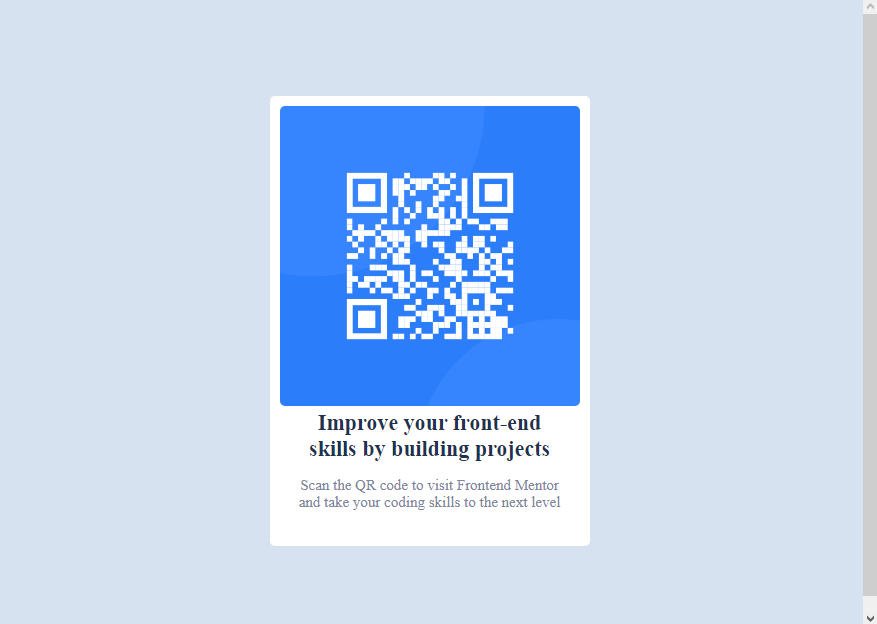 Improve your front-end
skills by building projects
Scan the QR code to visit Frontend Mentor
and take your coding skills to the next level